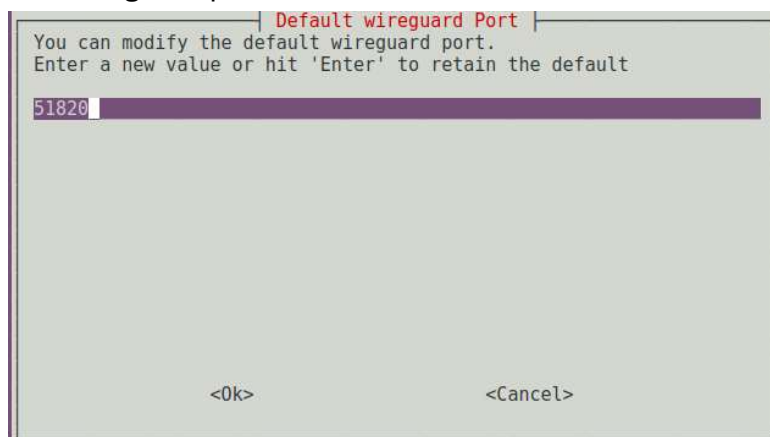 Default wireguard Port
You can modify the default wireguard port.
Enter a new value or hit 'Enter' to retain the default
51820
<Ok> <Cancel>